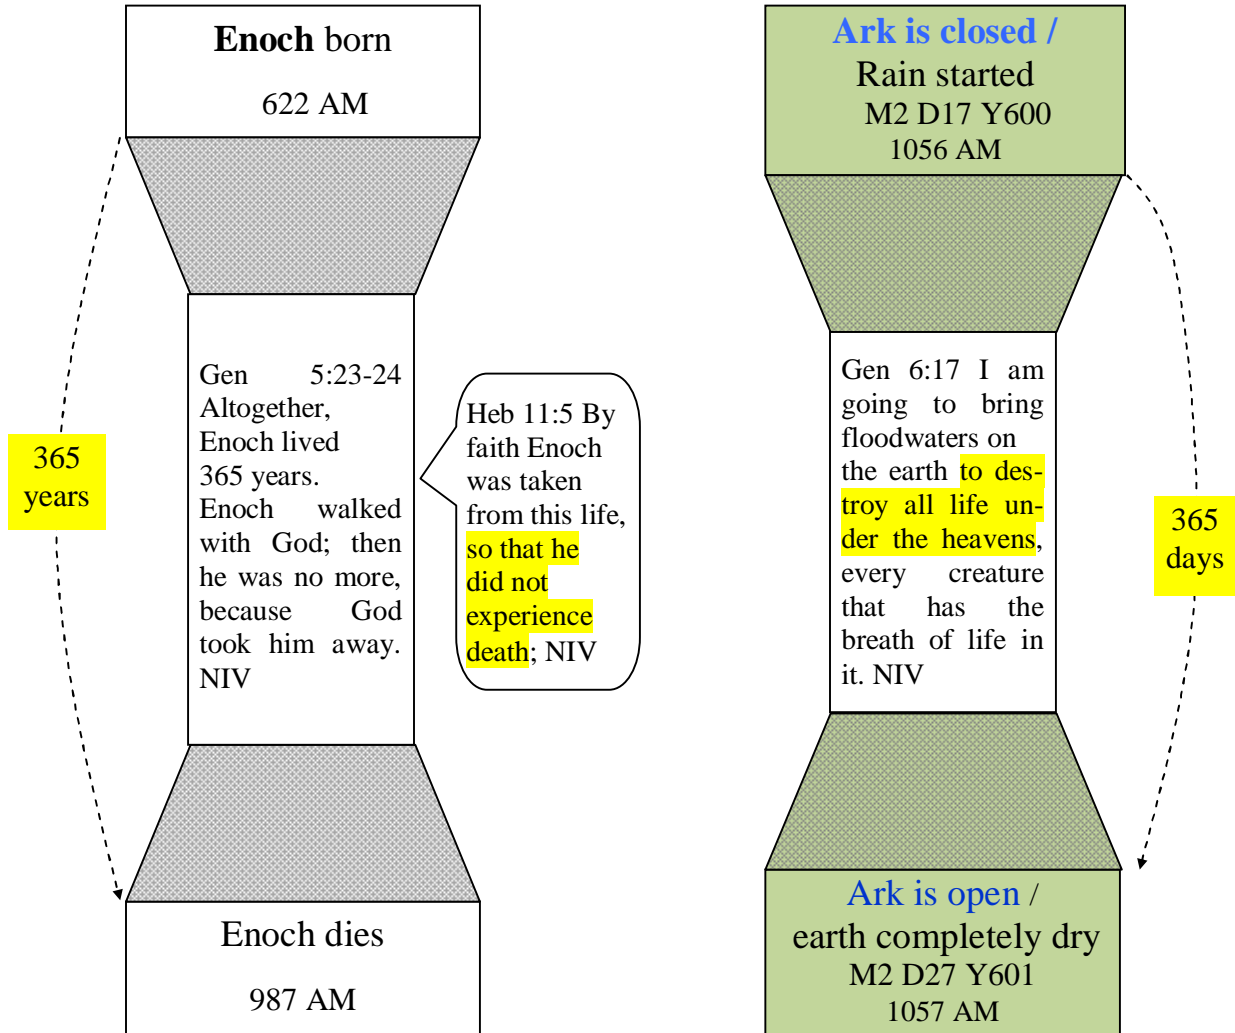 Enoch born
622 AM
365
years
Gen 5:23-24
Altogether,
Enoch lived
365 years.
Enoch walked
with God; then
he was no more,
because God
took him away.
NIV
Heb 11:5 By
faith Enoch
was taken
from this life,
so that he
did not
experience
death; NIV
Enoch dies
987 AM
Ark is closed /
Rain started
M2 D17 Y600
1056 AM
Gen 6:17 I am
going to bring
floodwaters on
the earth to des-
troy all life un-
der the heavens,
every creature
that has the
breath of life in
it. NIV
365
days
Ark is open /
earth completely dry
M2 D27 Y601
1057 AM